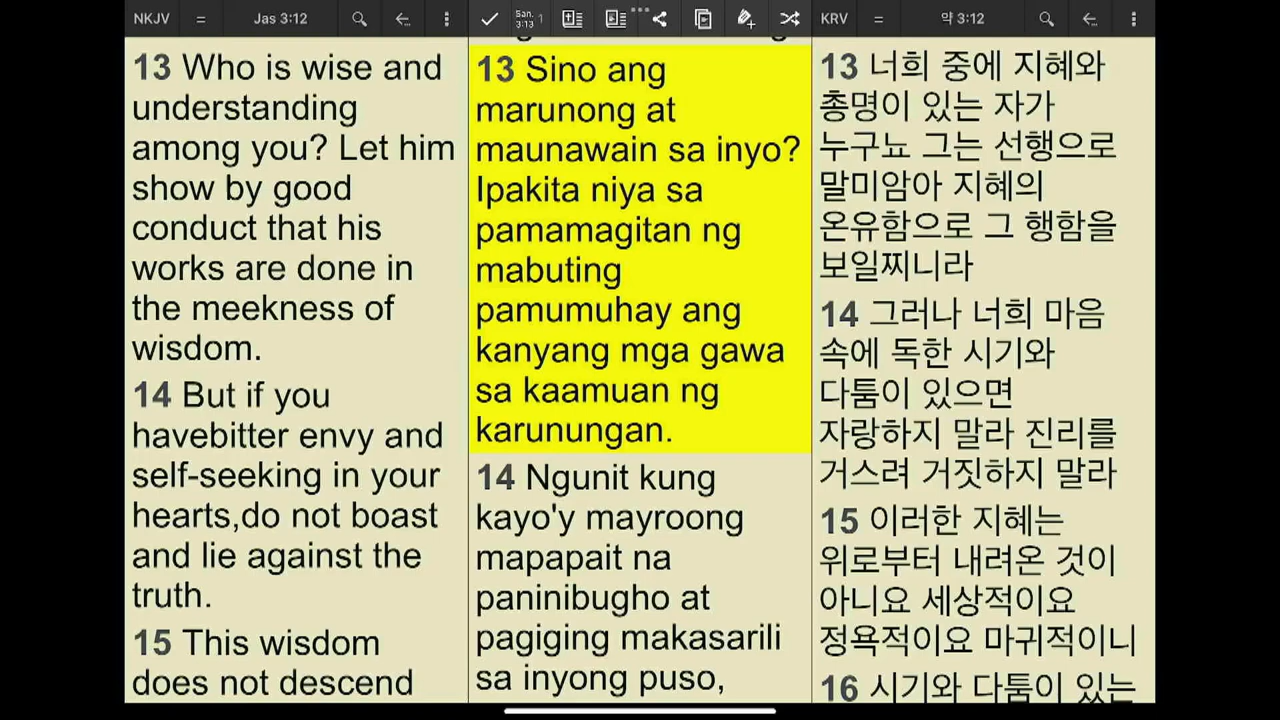 NKJV = Jas 3:12
13 Who is wise and
understanding
among you? Let him
show by good
conduct that his
works are done in
the meekness of
wisdom.
14 But if you
havebitter envy and
self-seeking in your
hearts,do not boast
and lie against the
truth.
15 This wisdom
does not descend
San. 3:13 1
13 Sino ang
marunong at
maunawain sa inyo?
Ipakita niya sa
pamamagitan ng
mabuting
pamumuhay ang
kanyang mga gawa
sa kaamuan ng
karunungan.
14 Ngunit kung
kayo'y mayroong
mapapait na
paninibugho at
pagiging makasarili
sa inyong puso,
KRV = 약 3:12
13 너희 중에 지혜와
총명이 있는 자가
누구뇨 그는 선행으로
말미암아 지혜의
온유함으로 그 행함을
보일찌니라
14 그러나 너희 마음
속에 독한 시기와
다툼이 있으면
자랑하지 말라 진리를
거스려 거짓하지 말라
15 이러한 지혜는
위로부터 내려온 것이
아니요 세상적이요
정욕적이요 마귀적이니
16 시기와 다툼이 있는